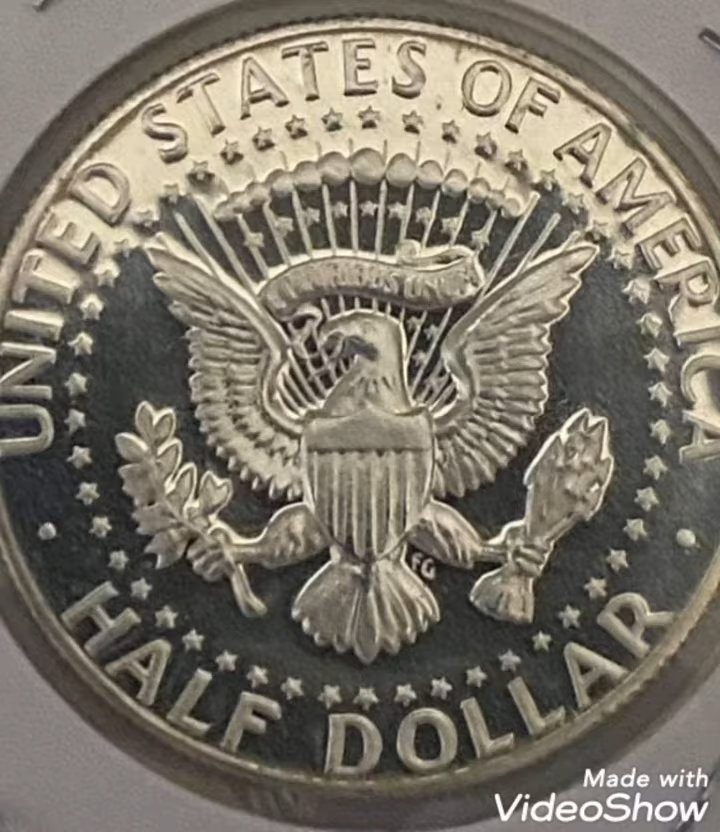 UNITED STATES OF AMERICA
FG
HALF DOLLAR
Made with
VideoShow